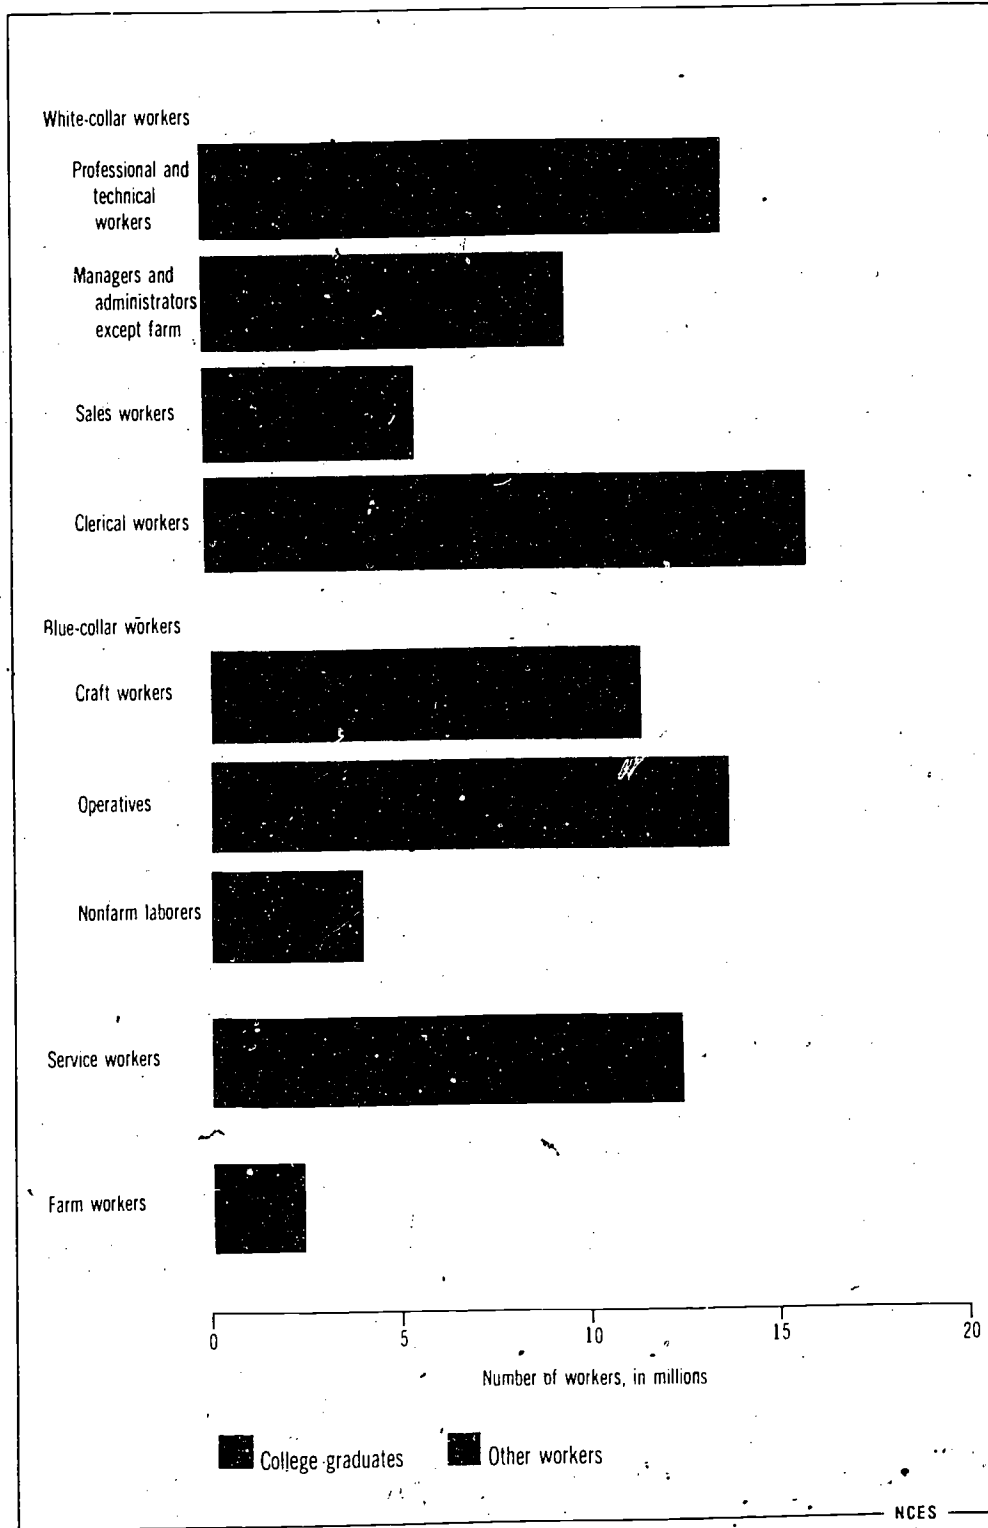 White-collar workers
Professional and
technical
workers
Managers and
administrators
except farm
Sales workers
Clerical workers
Blue-collar workers
Craft workers
Operatives
Nonfarm laborers
Service workers
Farm workers
0 5 10 15 20
Number of workers, in millions
College graduates Other workers
NCES